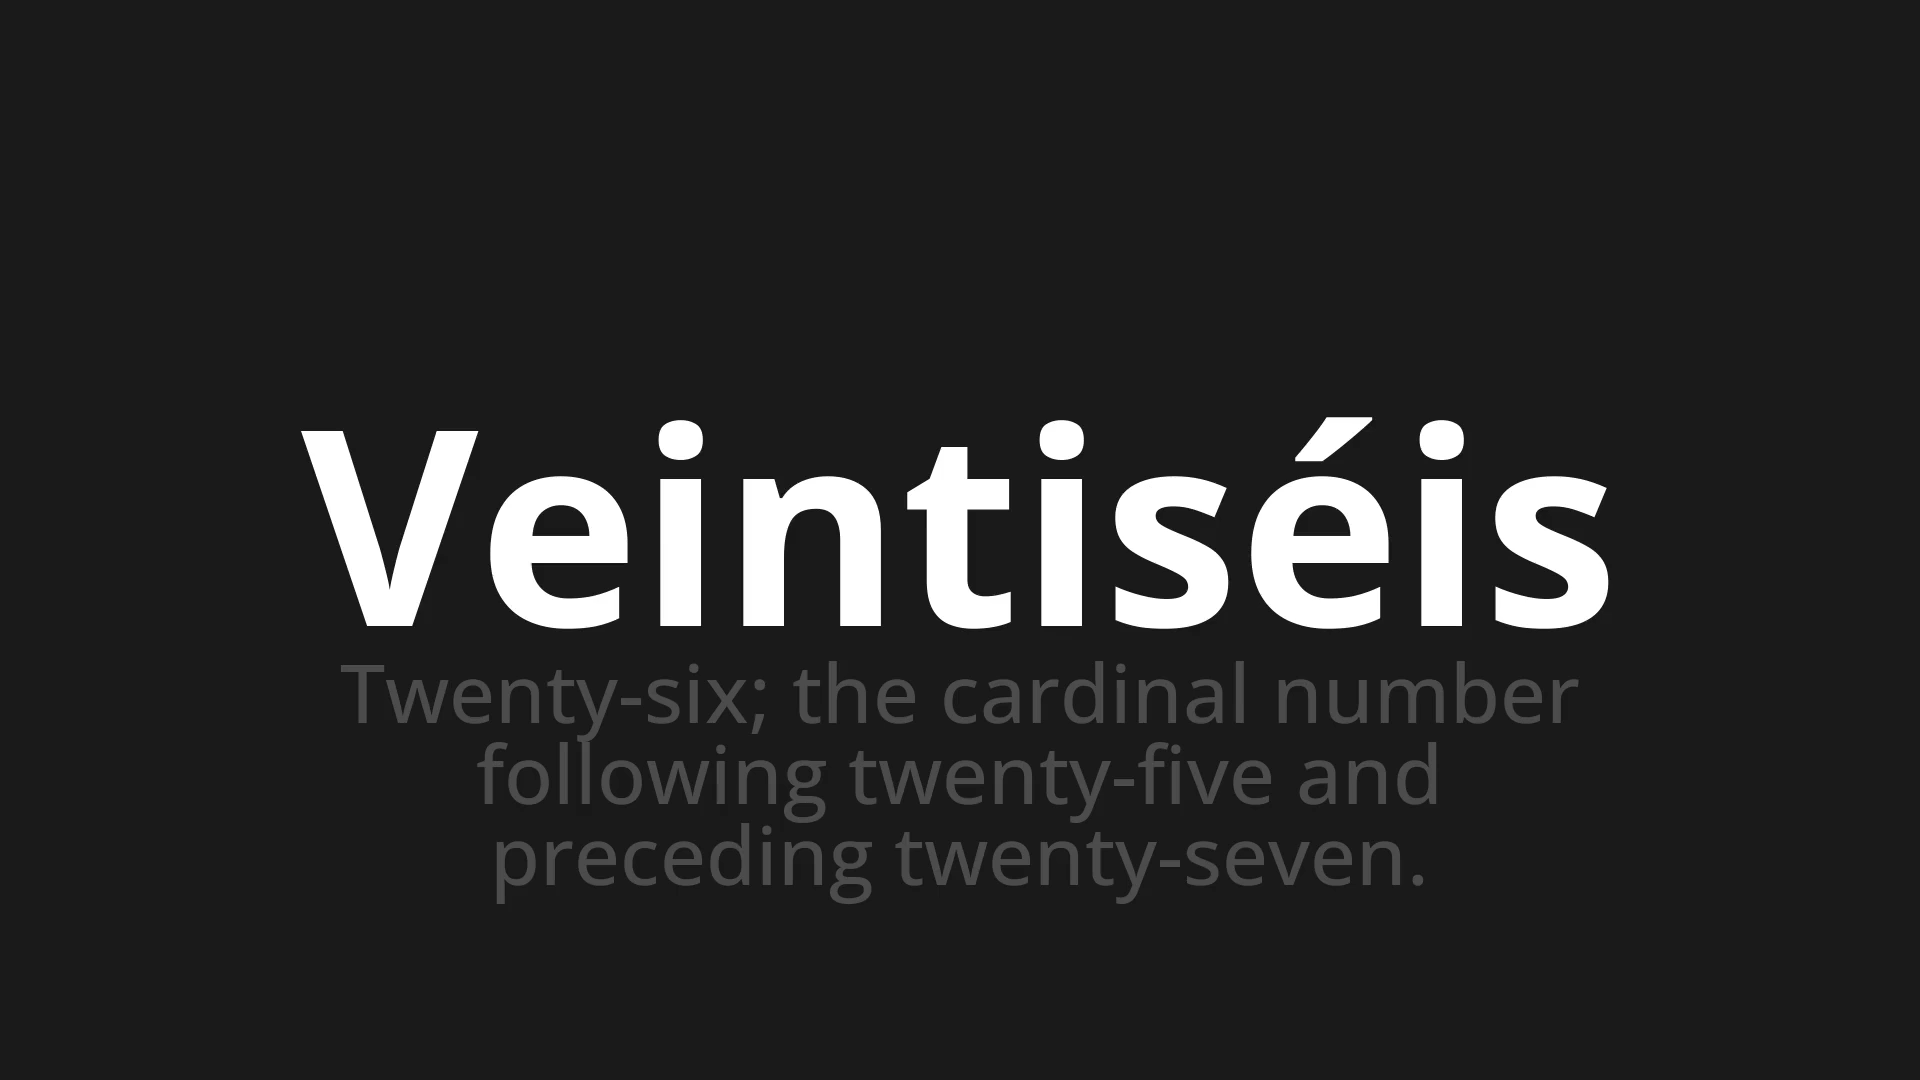 Veintiséis
Twenty-six; the cardinal number
following twenty-five and
preceding twenty-seven.